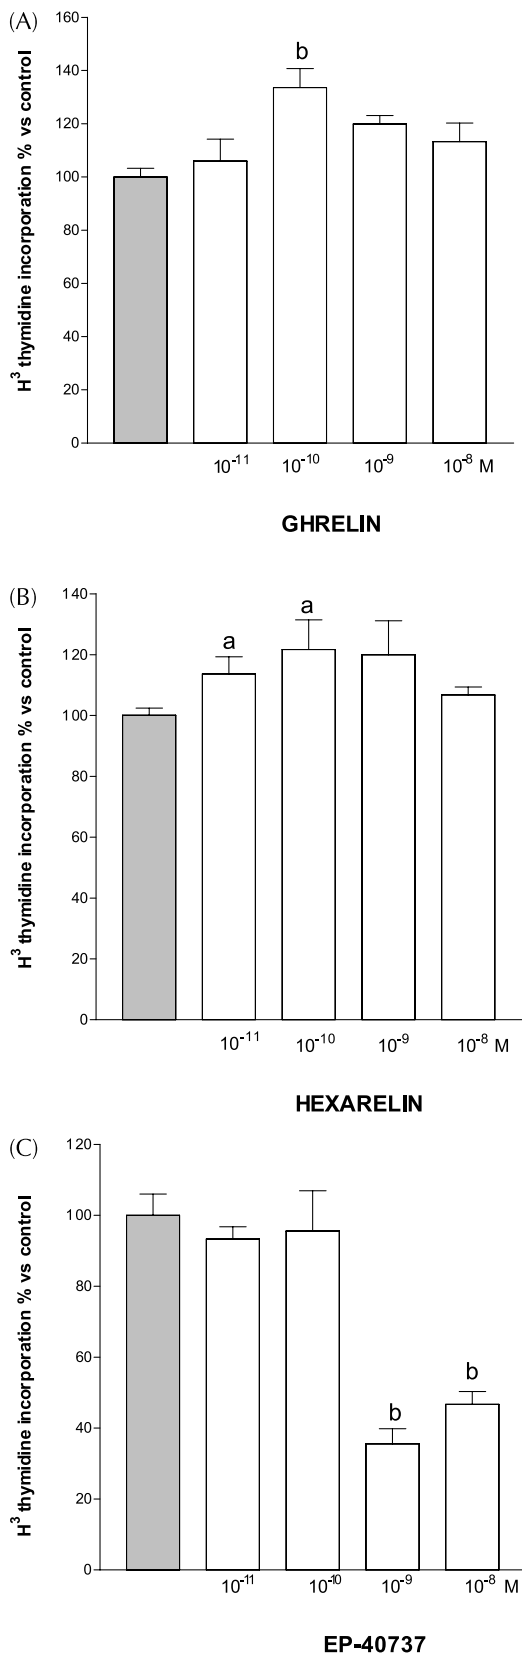 (A)
H³ thymidine incorporation % vs control
160
140
120
100
80
60
40
20
0
b
10⁻¹¹ 10⁻¹⁰ 10⁻⁹ 10⁻⁸ M
GHRELIN
(B)
H³ thymidine incorporation % vs control
140
120
100
80
60
40
20
0
a a
10⁻¹¹ 10⁻¹⁰ 10⁻⁹ 10⁻⁸ M
HEXARELIN
(C)
H³ thymidine incorporation % vs control
120
100
80
60
40
20
0
b b
10⁻¹¹ 10⁻¹⁰ 10⁻⁹ 10⁻⁸ M
EP-40737